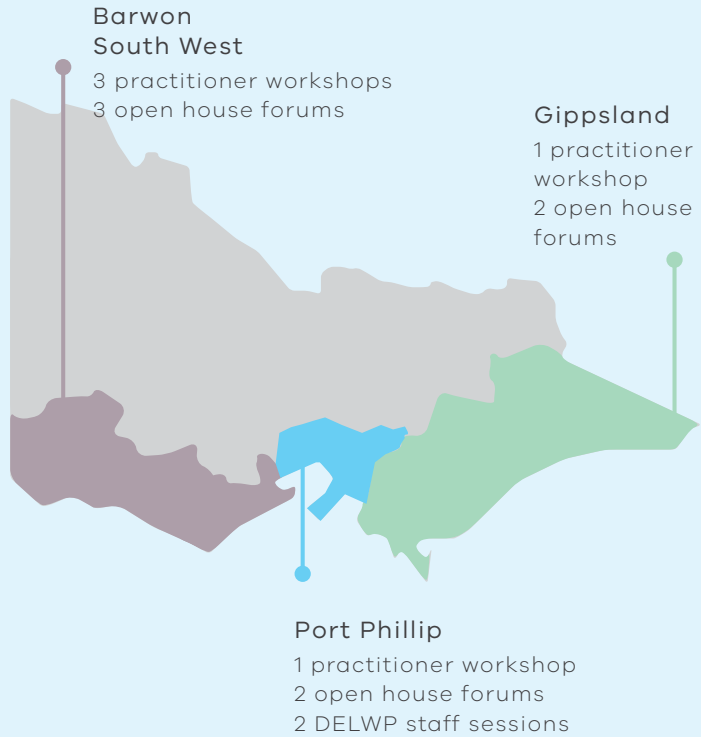 Barwon
South West
3 practitioner workshops
3 open house forums
Gippsland
1 practitioner
workshop
2 open house
forums
Port Phillip
1 practitioner workshop
2 open house forums
2 DELWP staff sessions